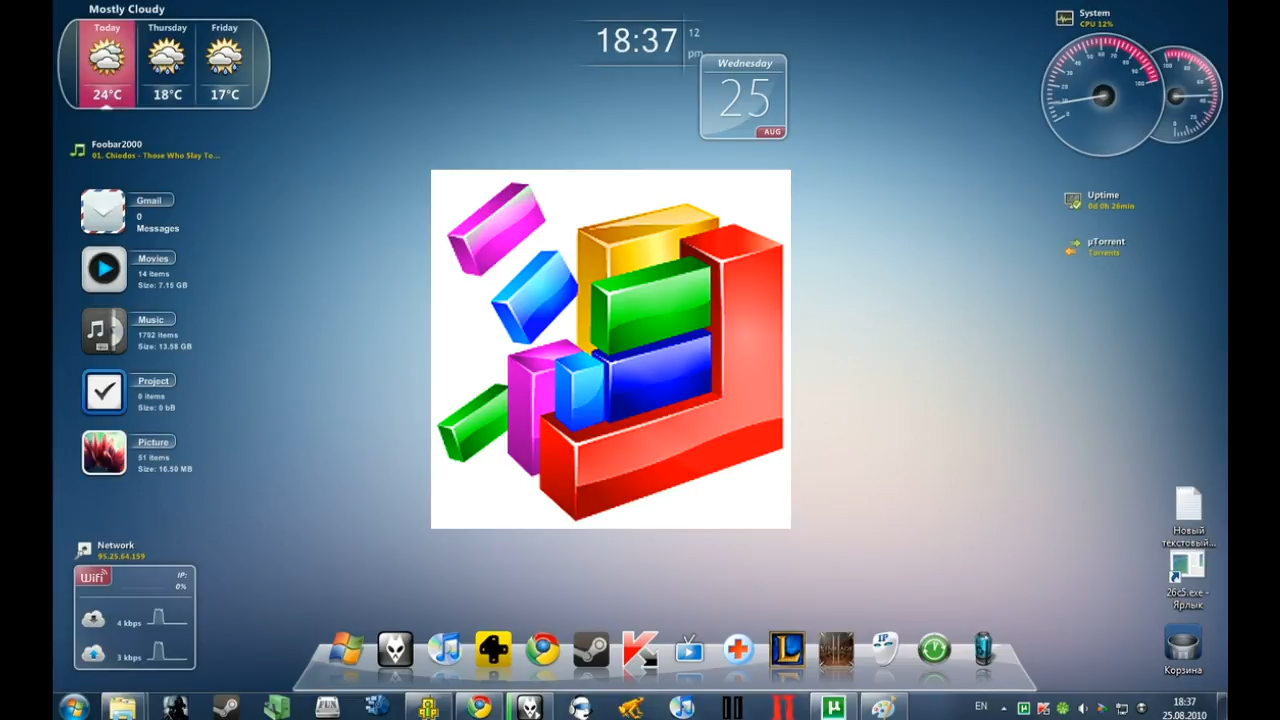 Mostly Cloudy
Today Thursday Friday
24°C 18°C 17°C
18:37 12
pm
Wednesday
25
AUG
System
CPU 12%
Foobar2000
01. Chiodos - Those Who Slay To...
Gmail
0
Messages
Movies
14 items
Size: 7.15 GB
Music
1792 items
Size: 13.58 GB
Project
0 items
Size: 0 bB
Picture
51 items
Size: 16.50 MB
Uptime
0d 0h 26min
µTorrent
Torrents
Network
95.25.64.159
Wifi IP:
0%
4 kbps
3 kbps
Новый
текстовый...
26c5.exe -
Ярлык
Корзина
IP
FUN
EN
18:37
25.08.2010